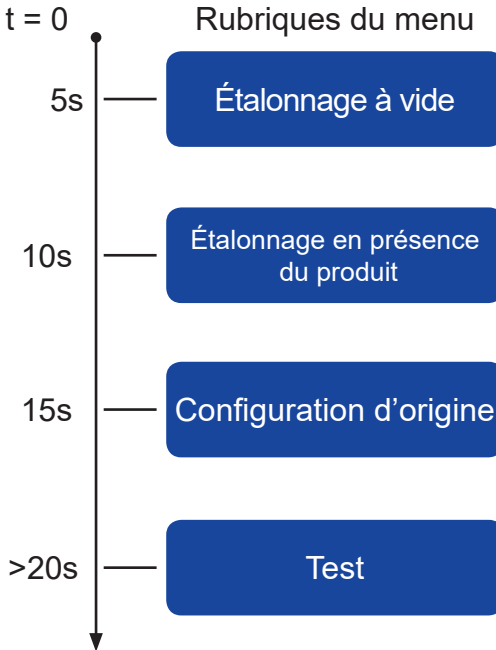 t = 0 Rubriques du menu
5s Étalonnage à vide
10s Étalonnage en présence
du produit
15s Configuration d’origine
>20s Test